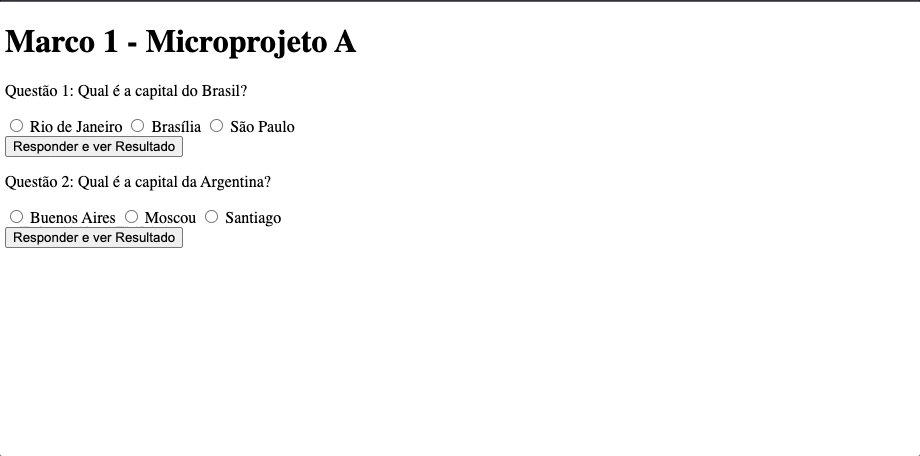 Marco 1 - Microprojeto A
Questão 1: Qual é a capital do Brasil?
Rio de Janeiro Brasília São Paulo
Responder e ver Resultado
Questão 2: Qual é a capital da Argentina?
Buenos Aires Moscou Santiago
Responder e ver Resultado